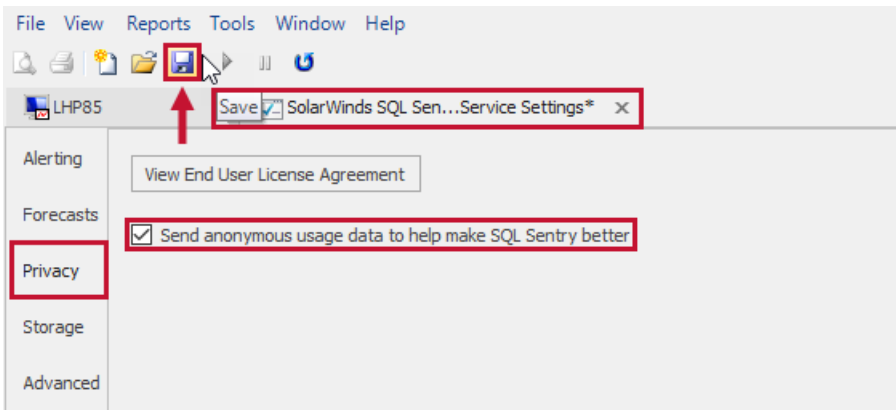 File View Reports Tools Window Help
LHP85 Save SolarWinds SQL Sen...Service Settings*
Alerting
View End User License Agreement
Forecasts
Send anonymous usage data to help make SQL Sentry better
Privacy
Storage
Advanced